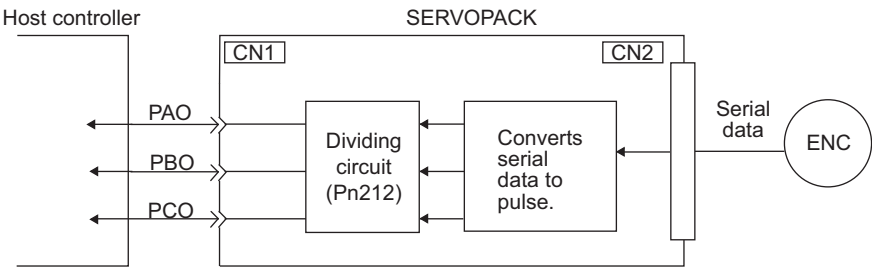 Host controller
SERVOPACK
CN1
CN2
PAO
PBO
PCO
Dividing
circuit
(Pn212)
Converts
serial
data to
pulse.
Serial
data
ENC